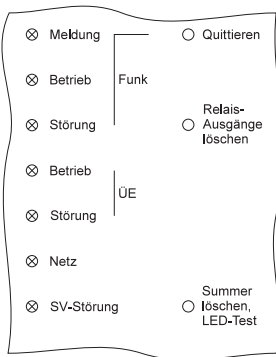 Meldung
Quittieren
Betrieb
Funk
Störung
Relais-
Ausgänge
löschen
Betrieb
ÜE
Störung
Netz
SV-Störung
Summer
löschen,
LED-Test